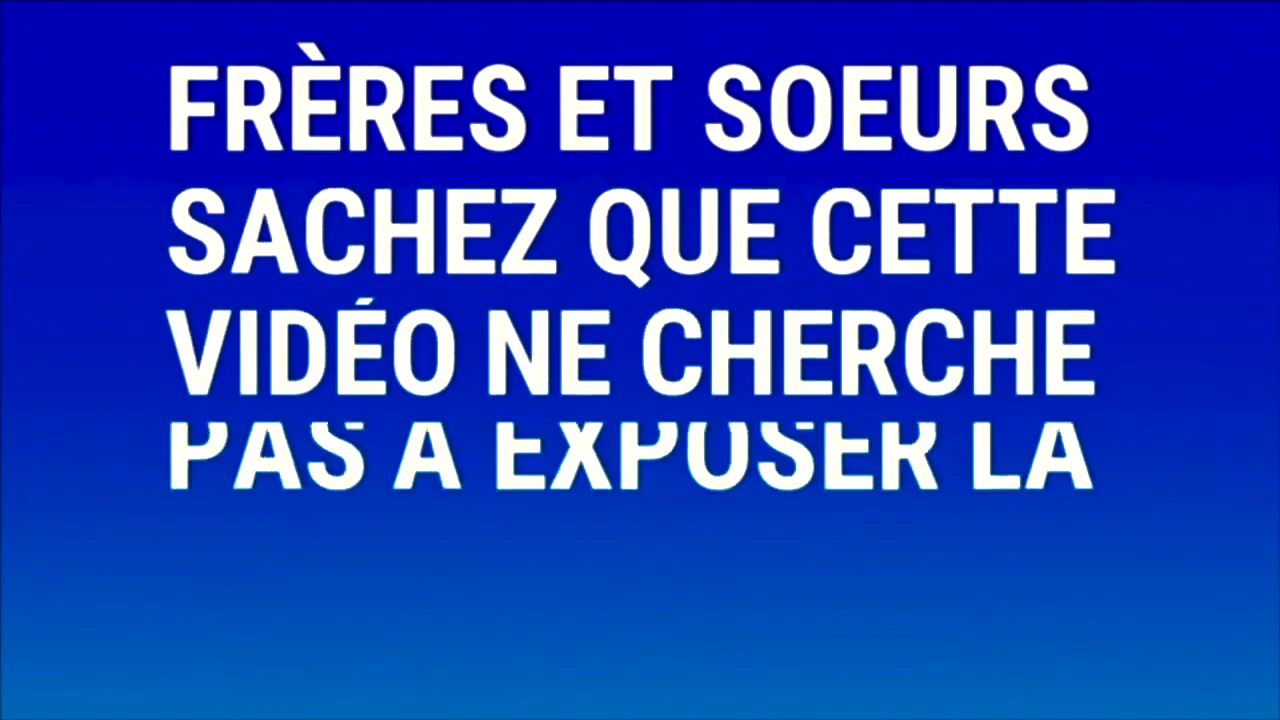 FRÈRES ET SOEURS
SACHEZ QUE CETTE
VIDÉO NE CHERCHE
PAS A EXPOSER LA